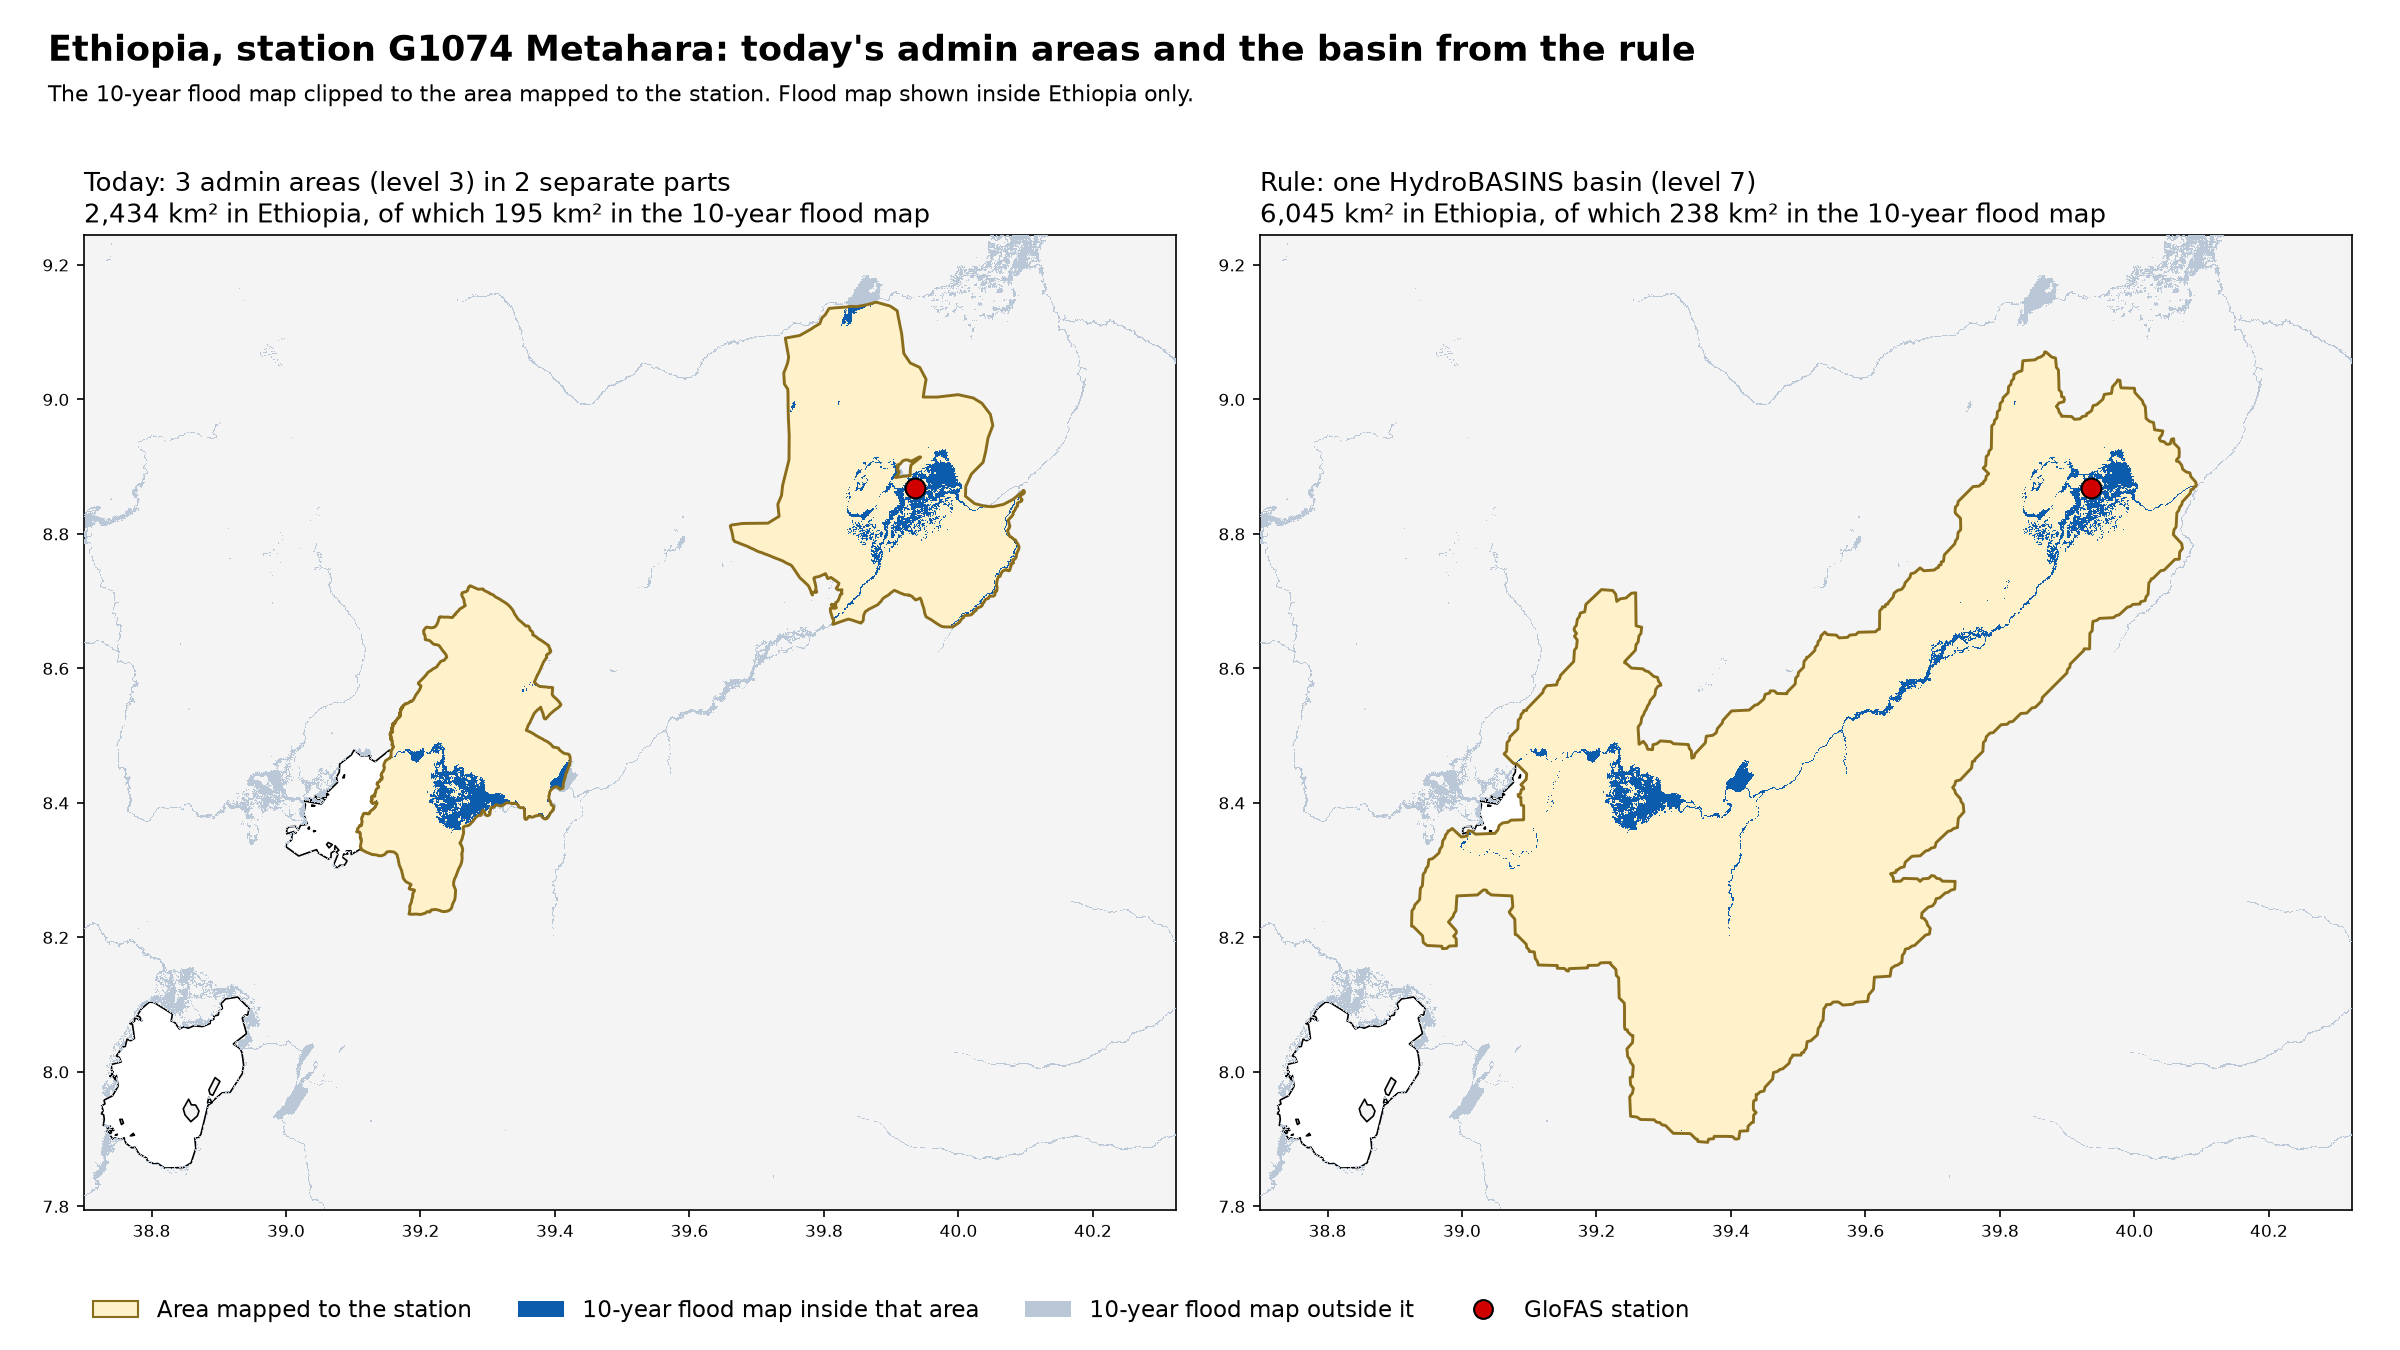 Ethiopia, station G1074 Metahara: today's admin areas and the basin from the rule
The 10-year flood map clipped to the area mapped to the station. Flood map shown inside Ethiopia only.
Today: 3 admin areas (level 3) in 2 separate parts
2,434 km² in Ethiopia, of which 195 km² in the 10-year flood map
9.2
9.0
8.8
8.6
8.4
8.2
8.0
7.8
38.8 39.0 39.2 39.4 39.6 39.8 40.0 40.2
Rule: one HydroBASINS basin (level 7)
6,045 km² in Ethiopia, of which 238 km² in the 10-year flood map
9.2
9.0
8.8
8.6
8.4
8.2
8.0
7.8
38.8 39.0 39.2 39.4 39.6 39.8 40.0 40.2
Area mapped to the station 10-year flood map inside that area 10-year flood map outside it GloFAS station